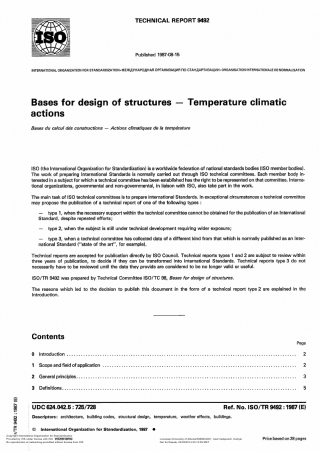 TECHNICAL REPORT 9492
ISO
Published 1987-08-15
INTERNATIONAL ORGANIZATION FOR STANDARDIZATION•МЕЖДУНАРОДНАЯ ОРГАНИЗАЦИЯ ПО СТАНДАРТИЗАЦИИ•ORGANISATION INTERNATIONALE DE NORMALISATION
Bases for design of structures — Temperature climatic
actions
Bases du calcul des constructions — Actions climatiques de la température
ISO (the International Organization for Standardization) is a worldwide federation of national standards bodies (ISO member bodies).
The work of preparing International Standards is normally carried out through ISO technical committees. Each member body in-
terested in a subject for which a technical committee has been established has the right to be represented on that committee. Interna-
tional organizations, governmental and non-governmental, in liaison with ISO, also take part in the work.
The main task of ISO technical committees is to prepare International Standards. In exceptional circumstances a technical committee
may propose the publication of a technical report of one of the following types :
— type 1, when the necessary support within the technical committee cannot be obtained for the publication of an International
Standard, despite repeated efforts;
— type 2, when the subject is still under technical development requiring wider exposure;
— type 3, when a technical committee has collected data of a different kind from that which is normally published as an Inter-
national Standard ("state of the art", for example).
Technical reports are accepted for publication directly by ISO Council. Technical reports types 1 and 2 are subject to review within
three years of publication, to decide if they can be transformed into International Standards. Technical reports type 3 do not
necessarily have to be reviewed until the data they provide are considered to be no longer valid or useful.
ISO/TR 9492 was prepared by Technical Committee ISO/TC 98, Bases for design of structures.
The reasons which led to the decision to publish this document in the form of a technical report type 2 are explained in the
Introduction.
Contents
Page
0 Introduction 2
1 Scope and field of application 2
2 General principles 3
3 Definitions 5
ISO/TR 9492 : 1987 (E)
UDC 624.042.5 : 725/728 Ref. No. ISO/TR 9492 : 1987 (E)
Descriptors: architecture, building codes, structural design, temperature, weather effects, buildings.
© International Organization for Standardization, 1987 •
Price based on 28 pages